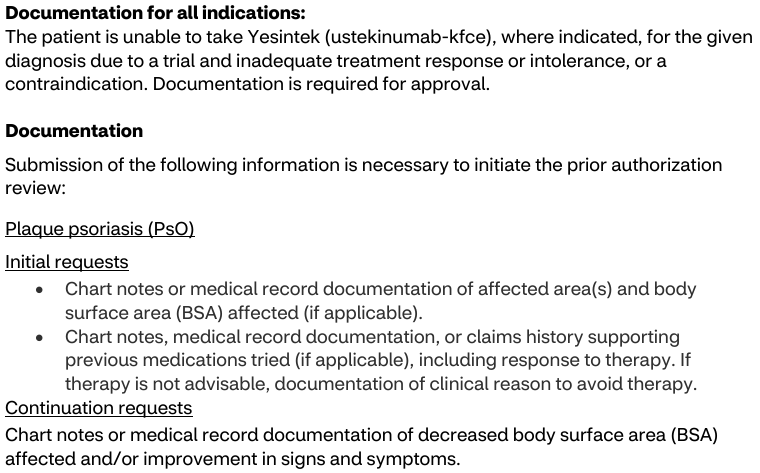 Documentation for all indications:
The patient is unable to take Yesintek (ustekinumab-kfce), where indicated, for the given
diagnosis due to a trial and inadequate treatment response or intolerance, or a
contraindication. Documentation is required for approval.
Documentation
Submission of the following information is necessary to initiate the prior authorization
review:
Plaque psoriasis (PsO)
Initial requests
• Chart notes or medical record documentation of affected area(s) and body
surface area (BSA) affected (if applicable).
• Chart notes, medical record documentation, or claims history supporting
previous medications tried (if applicable), including response to therapy. If
therapy is not advisable, documentation of clinical reason to avoid therapy.
Continuation requests
Chart notes or medical record documentation of decreased body surface area (BSA)
affected and/or improvement in signs and symptoms.